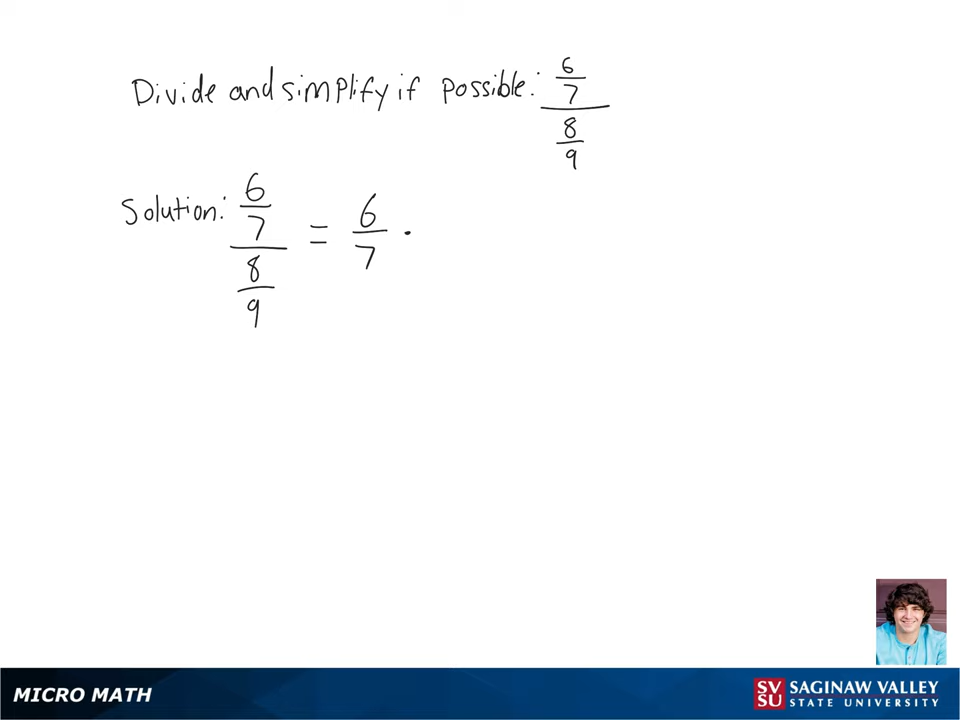 Divide and simplify if possible: 6/7 / 8/9
Solution: 6/7 / 8/9 = 6/7 ·
MICRO MATH
SVSU SAGINAW VALLEY
STATE UNIVERSITY